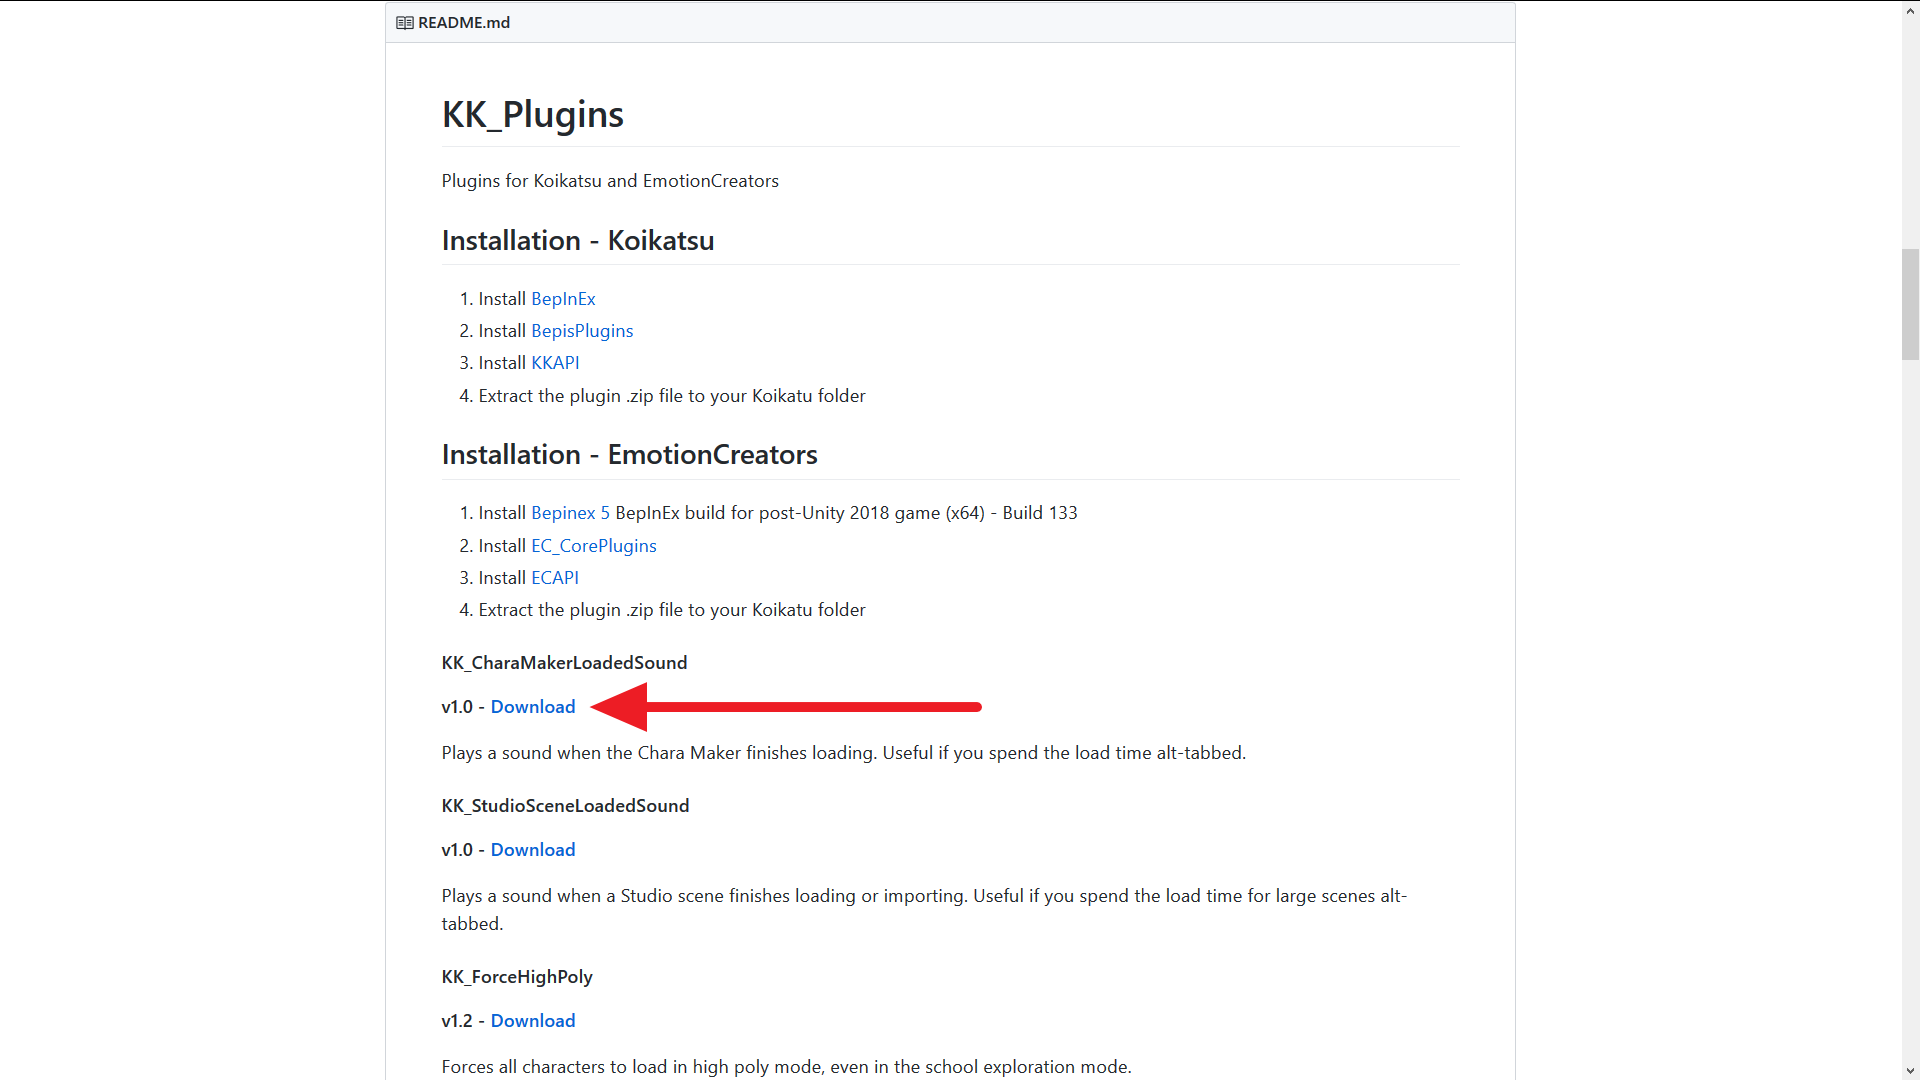 README.md
KK_Plugins
Plugins for Koikatsu and EmotionCreators
Installation - Koikatsu
1. Install BepInEx
2. Install BepisPlugins
3. Install KKAPI
4. Extract the plugin .zip file to your Koikatu folder
Installation - EmotionCreators
1. Install Bepinex 5 BepInEx build for post-Unity 2018 game (x64) - Build 133
2. Install EC_CorePlugins
3. Install ECAPI
4. Extract the plugin .zip file to your Koikatu folder
KK_CharaMakerLoadedSound
v1.0 - Download
Plays a sound when the Chara Maker finishes loading. Useful if you spend the load time alt-tabbed.
KK_StudioSceneLoadedSound
v1.0 - Download
Plays a sound when a Studio scene finishes loading or importing. Useful if you spend the load time for large scenes alt-
tabbed.
KK_ForceHighPoly
v1.2 - Download
Forces all characters to load in high poly mode, even in the school exploration mode.